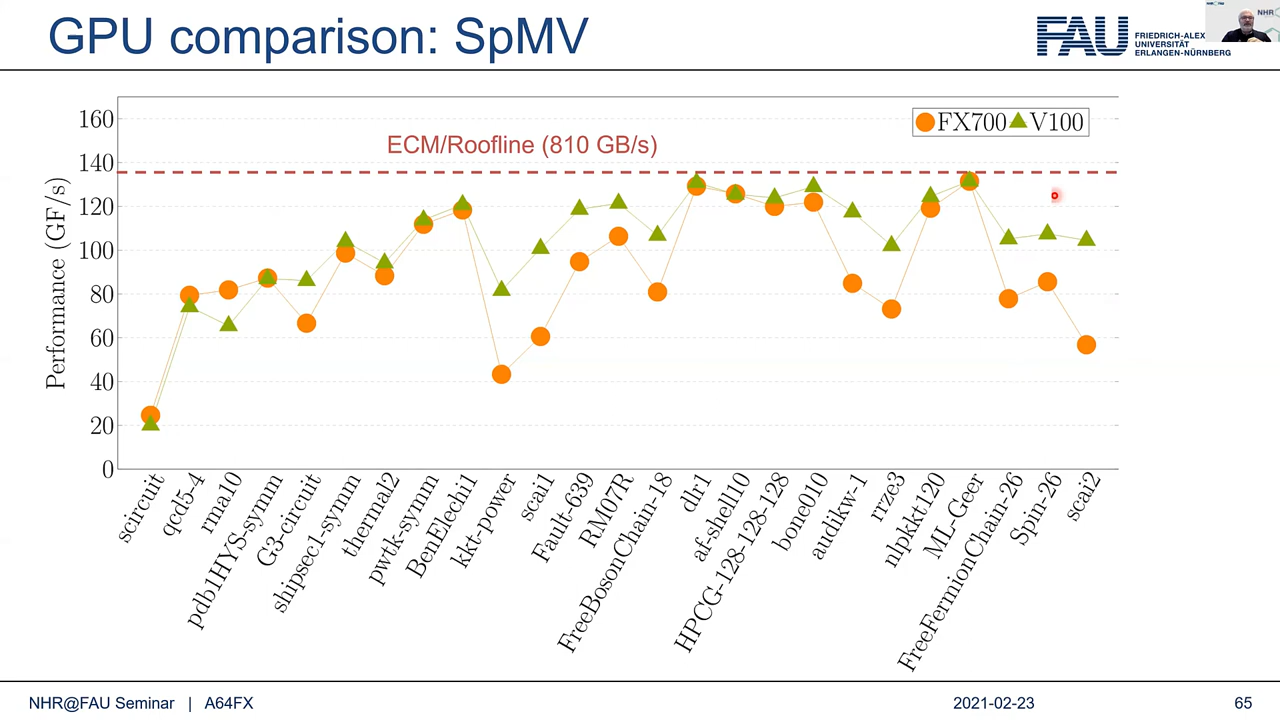 GPU comparison: SpMV
FAU
FRIEDRICH-ALEX
UNIVERSITÄT
ERLANGEN-NÜRNBERG
NHR
FX700 V100
ECM/Roofline (810 GB/s)
Performance (GF/s)
160
140
120
100
80
60
40
20
0
scircuit
qcd5-4
rma10
pdb1HYS-symm
G3-circuit
shipsec1-symm
thermal2
pwtk-symm
BenElechi1
kkt-power
scai1
Fault-639
RM07R
FreeBosonChain-18
dlr1
af-shell10
HPCG-128-128-128
bone010
audikw-1
rrze3
nlpkkt120
ML-Geer
FreeFermionChain-26
Spin-26
scai2
NHR@FAU Seminar | A64FX
2021-02-23
65